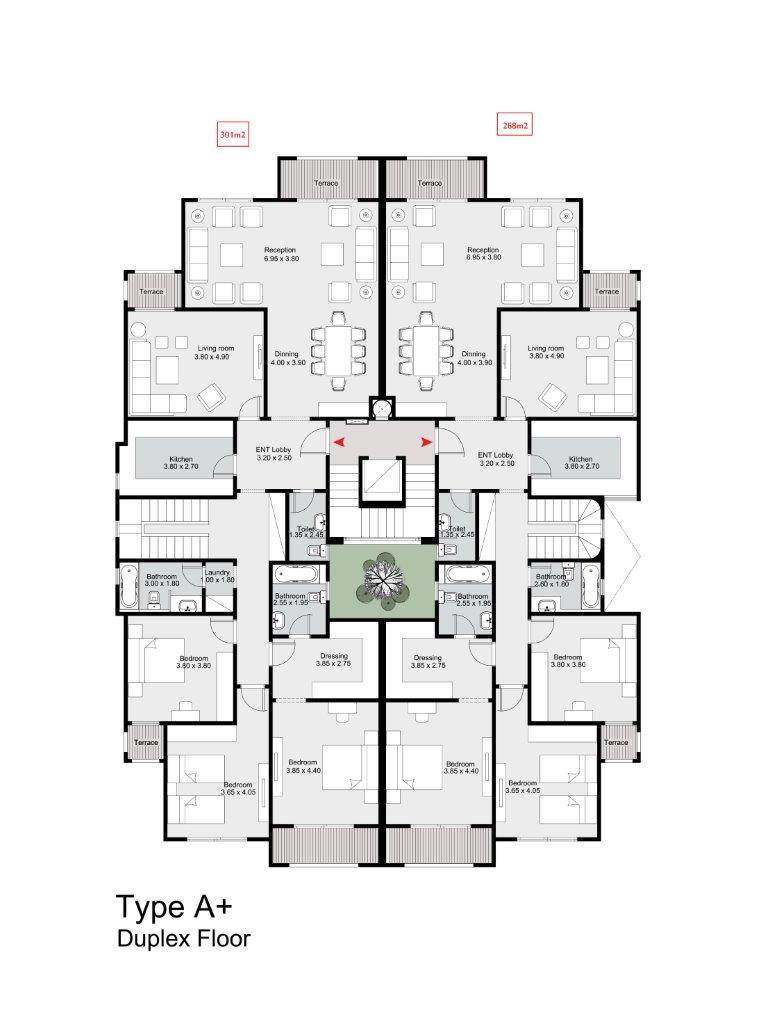 301m2
268m2
Terrace
Terrace
Reception
6.95 x 3.80
Reception
6.95 x 3.80
Terrace
Terrace
Living room
3.80 x 4.90
Dinning
4.00 x 3.90
Dinning
4.00 x 3.90
Living room
3.80 x 4.90
Kitchen
3.80 x 2.70
ENT Lobby
3.20 x 2.50
ENT Lobby
3.20 x 2.50
Kitchen
3.80 x 2.70
Toilet
1.35 x 2.45
Toilet
1.35 x 2.45
Bathroom
3.00 x 1.80
Laundry
1.00 x 1.80
Bathroom
2.55 x 1.95
Bathroom
2.55 x 1.95
Bathroom
2.60 x 1.80
Bedroom
3.80 x 3.80
Dressing
3.85 x 2.75
Dressing
3.85 x 2.75
Bedroom
3.80 x 3.80
Terrace
Terrace
Bedroom
3.65 x 4.05
Bedroom
3.85 x 4.40
Bedroom
3.85 x 4.40
Bedroom
3.65 x 4.05
Type A+
Duplex Floor